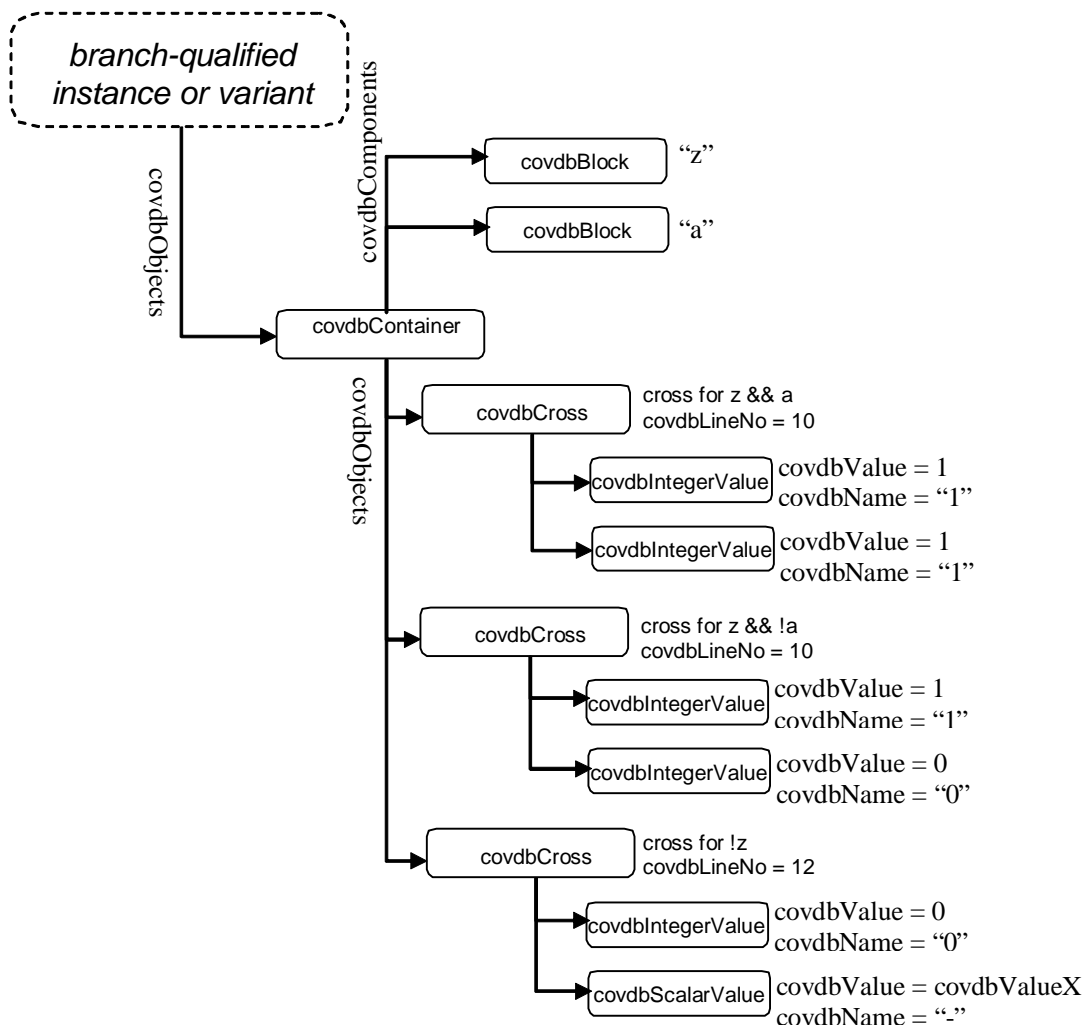 branch-qualified
instance or variant
covdbObjects
covdbComponents
covdbBlock
“z”
covdbBlock
“a”
covdbContainer
covdbObjects
covdbCross
cross for z && a
covdbLineNo = 10
covdbIntegerValue
covdbValue = 1
covdbName = “1”
covdbIntegerValue
covdbValue = 1
covdbName = “1”
covdbCross
cross for z && !a
covdbLineNo = 10
covdbIntegerValue
covdbValue = 1
covdbName = “1”
covdbIntegerValue
covdbValue = 0
covdbName = “0”
covdbCross
cross for !z
covdbLineNo = 12
covdbIntegerValue
covdbValue = 0
covdbName = “0”
covdbScalarValue
covdbValue = covdbValueX
covdbName = “-”